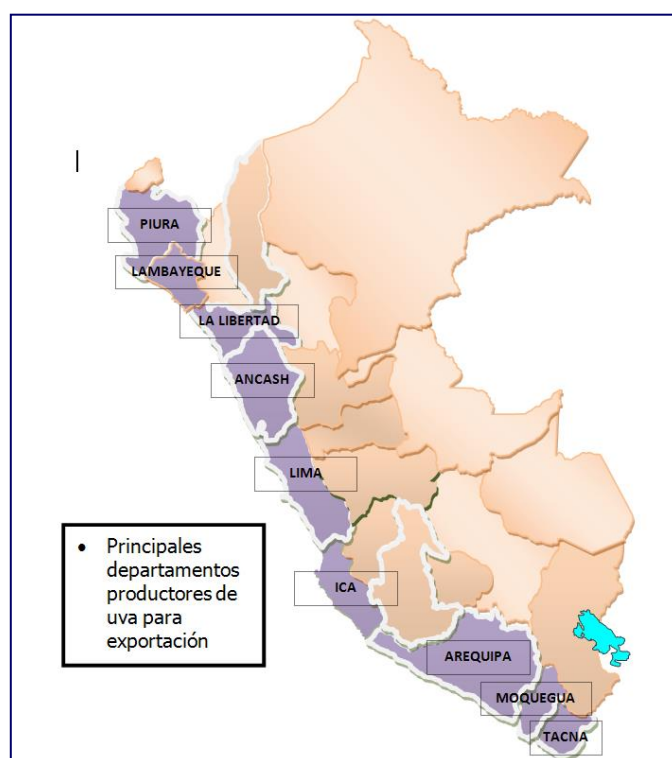 PIURA
LAMBAYEQUE
LA LIBERTAD
ANCASH
LIMA
ICA
AREQUIPA
MOQUEGUA
TACNA
• Principales
departamentos
productores de
uva para
exportación